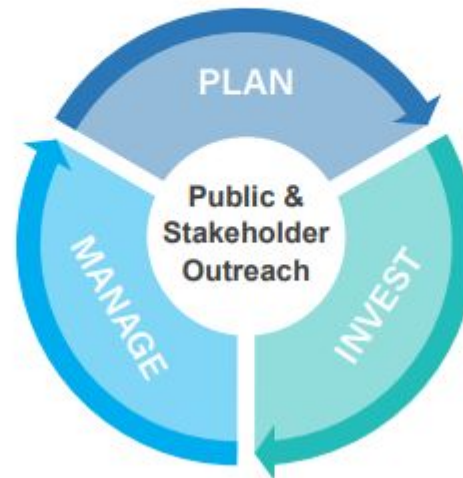 PLAN
Public &
Stakeholder
Outreach
MANAGE
INVEST